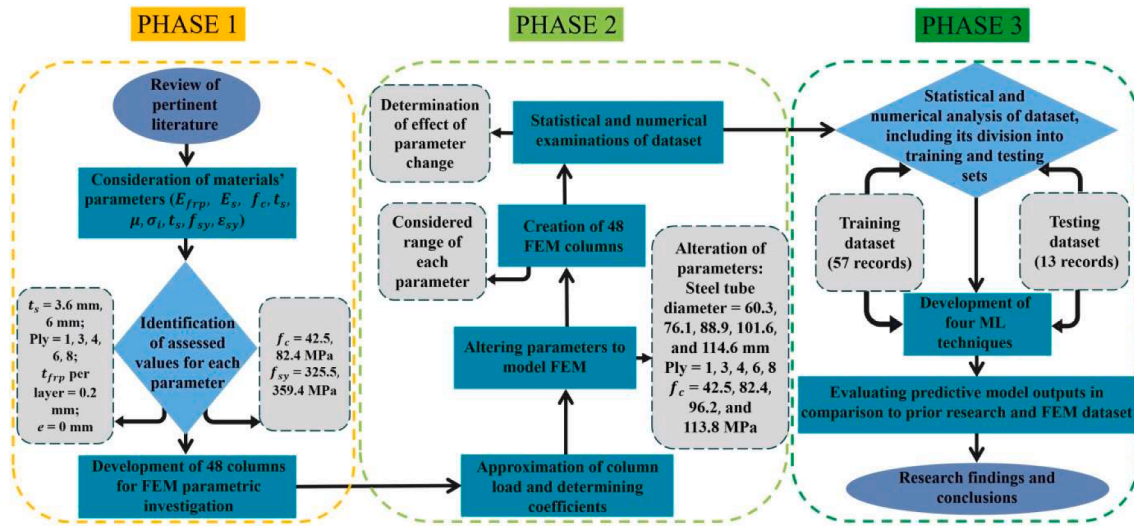 PHASE 1
Review of
pertinent
literature
Consideration of materials'
parameters (E_frp, E_s, f_c, t_s,
μ, σ_i, t_s, f_sy, ε_sy)
t_s = 3.6 mm,
6 mm;
Ply = 1, 3, 4,
6, 8;
t_frp per
layer = 0.2
mm;
e = 0 mm
Identification
of assessed
values for each
parameter
f_c = 42.5,
82.4 MPa
f_sy = 325.5,
359.4 MPa
Development of 48 columns
for FEM parametric
investigation
PHASE 2
Determination
of effect of
parameter
change
Statistical and numerical
examinations of dataset
Considered
range of
each
parameter
Creation of 48
FEM columns
Altering parameters to
model FEM
Alteration of
parameters:
Steel tube
diameter = 60.3,
76.1, 88.9, 101.6,
and 114.6 mm
Ply = 1, 3, 4, 6, 8
f_c = 42.5, 82.4,
96.2, and
113.8 MPa
Approximation of column
load and determining
coefficients
PHASE 3
Statistical and
numerical analysis of dataset,
including its division into
training and testing
sets
Training
dataset
(57 records)
Testing
dataset
(13 records)
Development of
four ML
techniques
Evaluating predictive model outputs in
comparison to prior research and FEM dataset
Research findings and
conclusions